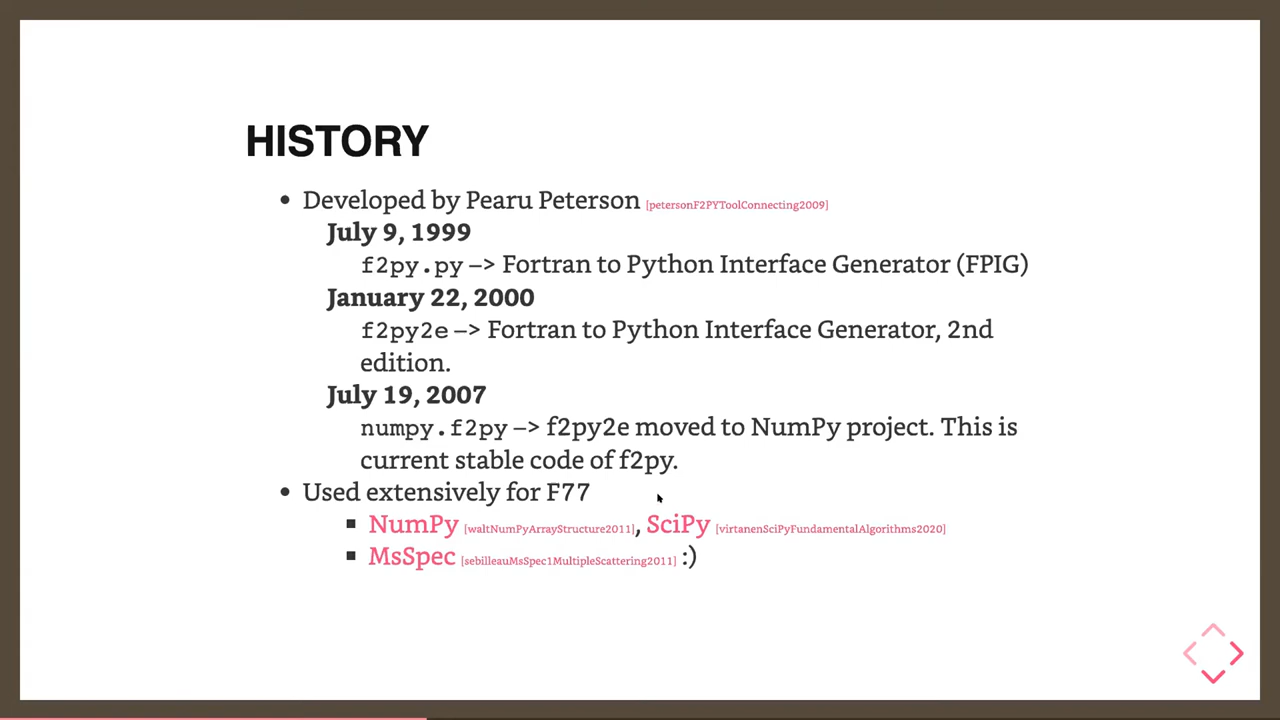 HISTORY
• Developed by Pearu Peterson [petersonF2PYToolConnecting2009]
July 9, 1999
f2py.py –> Fortran to Python Interface Generator (FPIG)
January 22, 2000
f2py2e –> Fortran to Python Interface Generator, 2nd
edition.
July 19, 2007
numpy.f2py –> f2py2e moved to NumPy project. This is
current stable code of f2py.
• Used extensively for F77
▪ NumPy [waltNumPyArrayStructure2011], SciPy [virtanenSciPyFundamentalAlgorithms2020]
▪ MsSpec [sebilleauMsSpec1MultipleScattering2011] :)